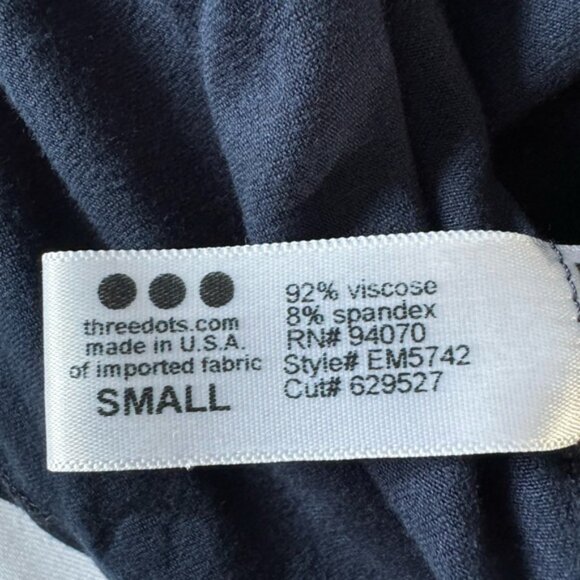 threedots.com
made in U.S.A.
of imported fabric
SMALL
92% viscose
8% spandex
RN# 94070
Style# EM5742
Cut# 629527